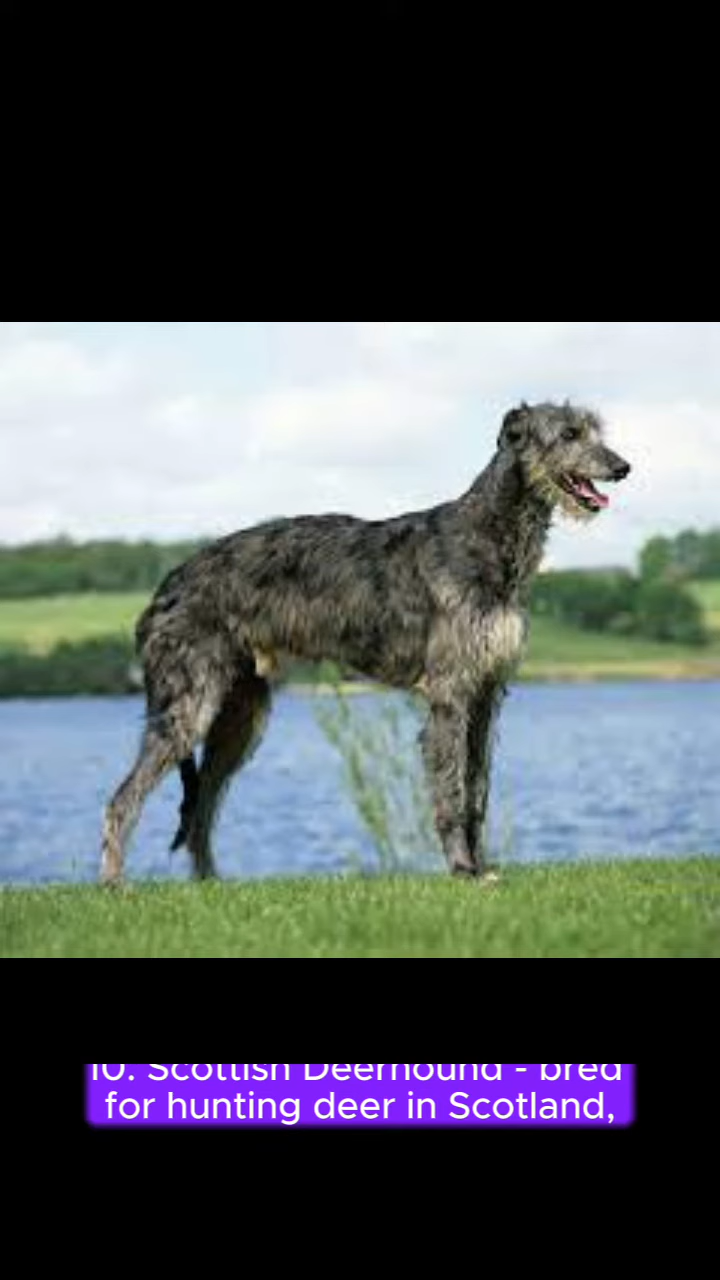 10. Scottish Deerhound - bred
for hunting deer in Scotland,